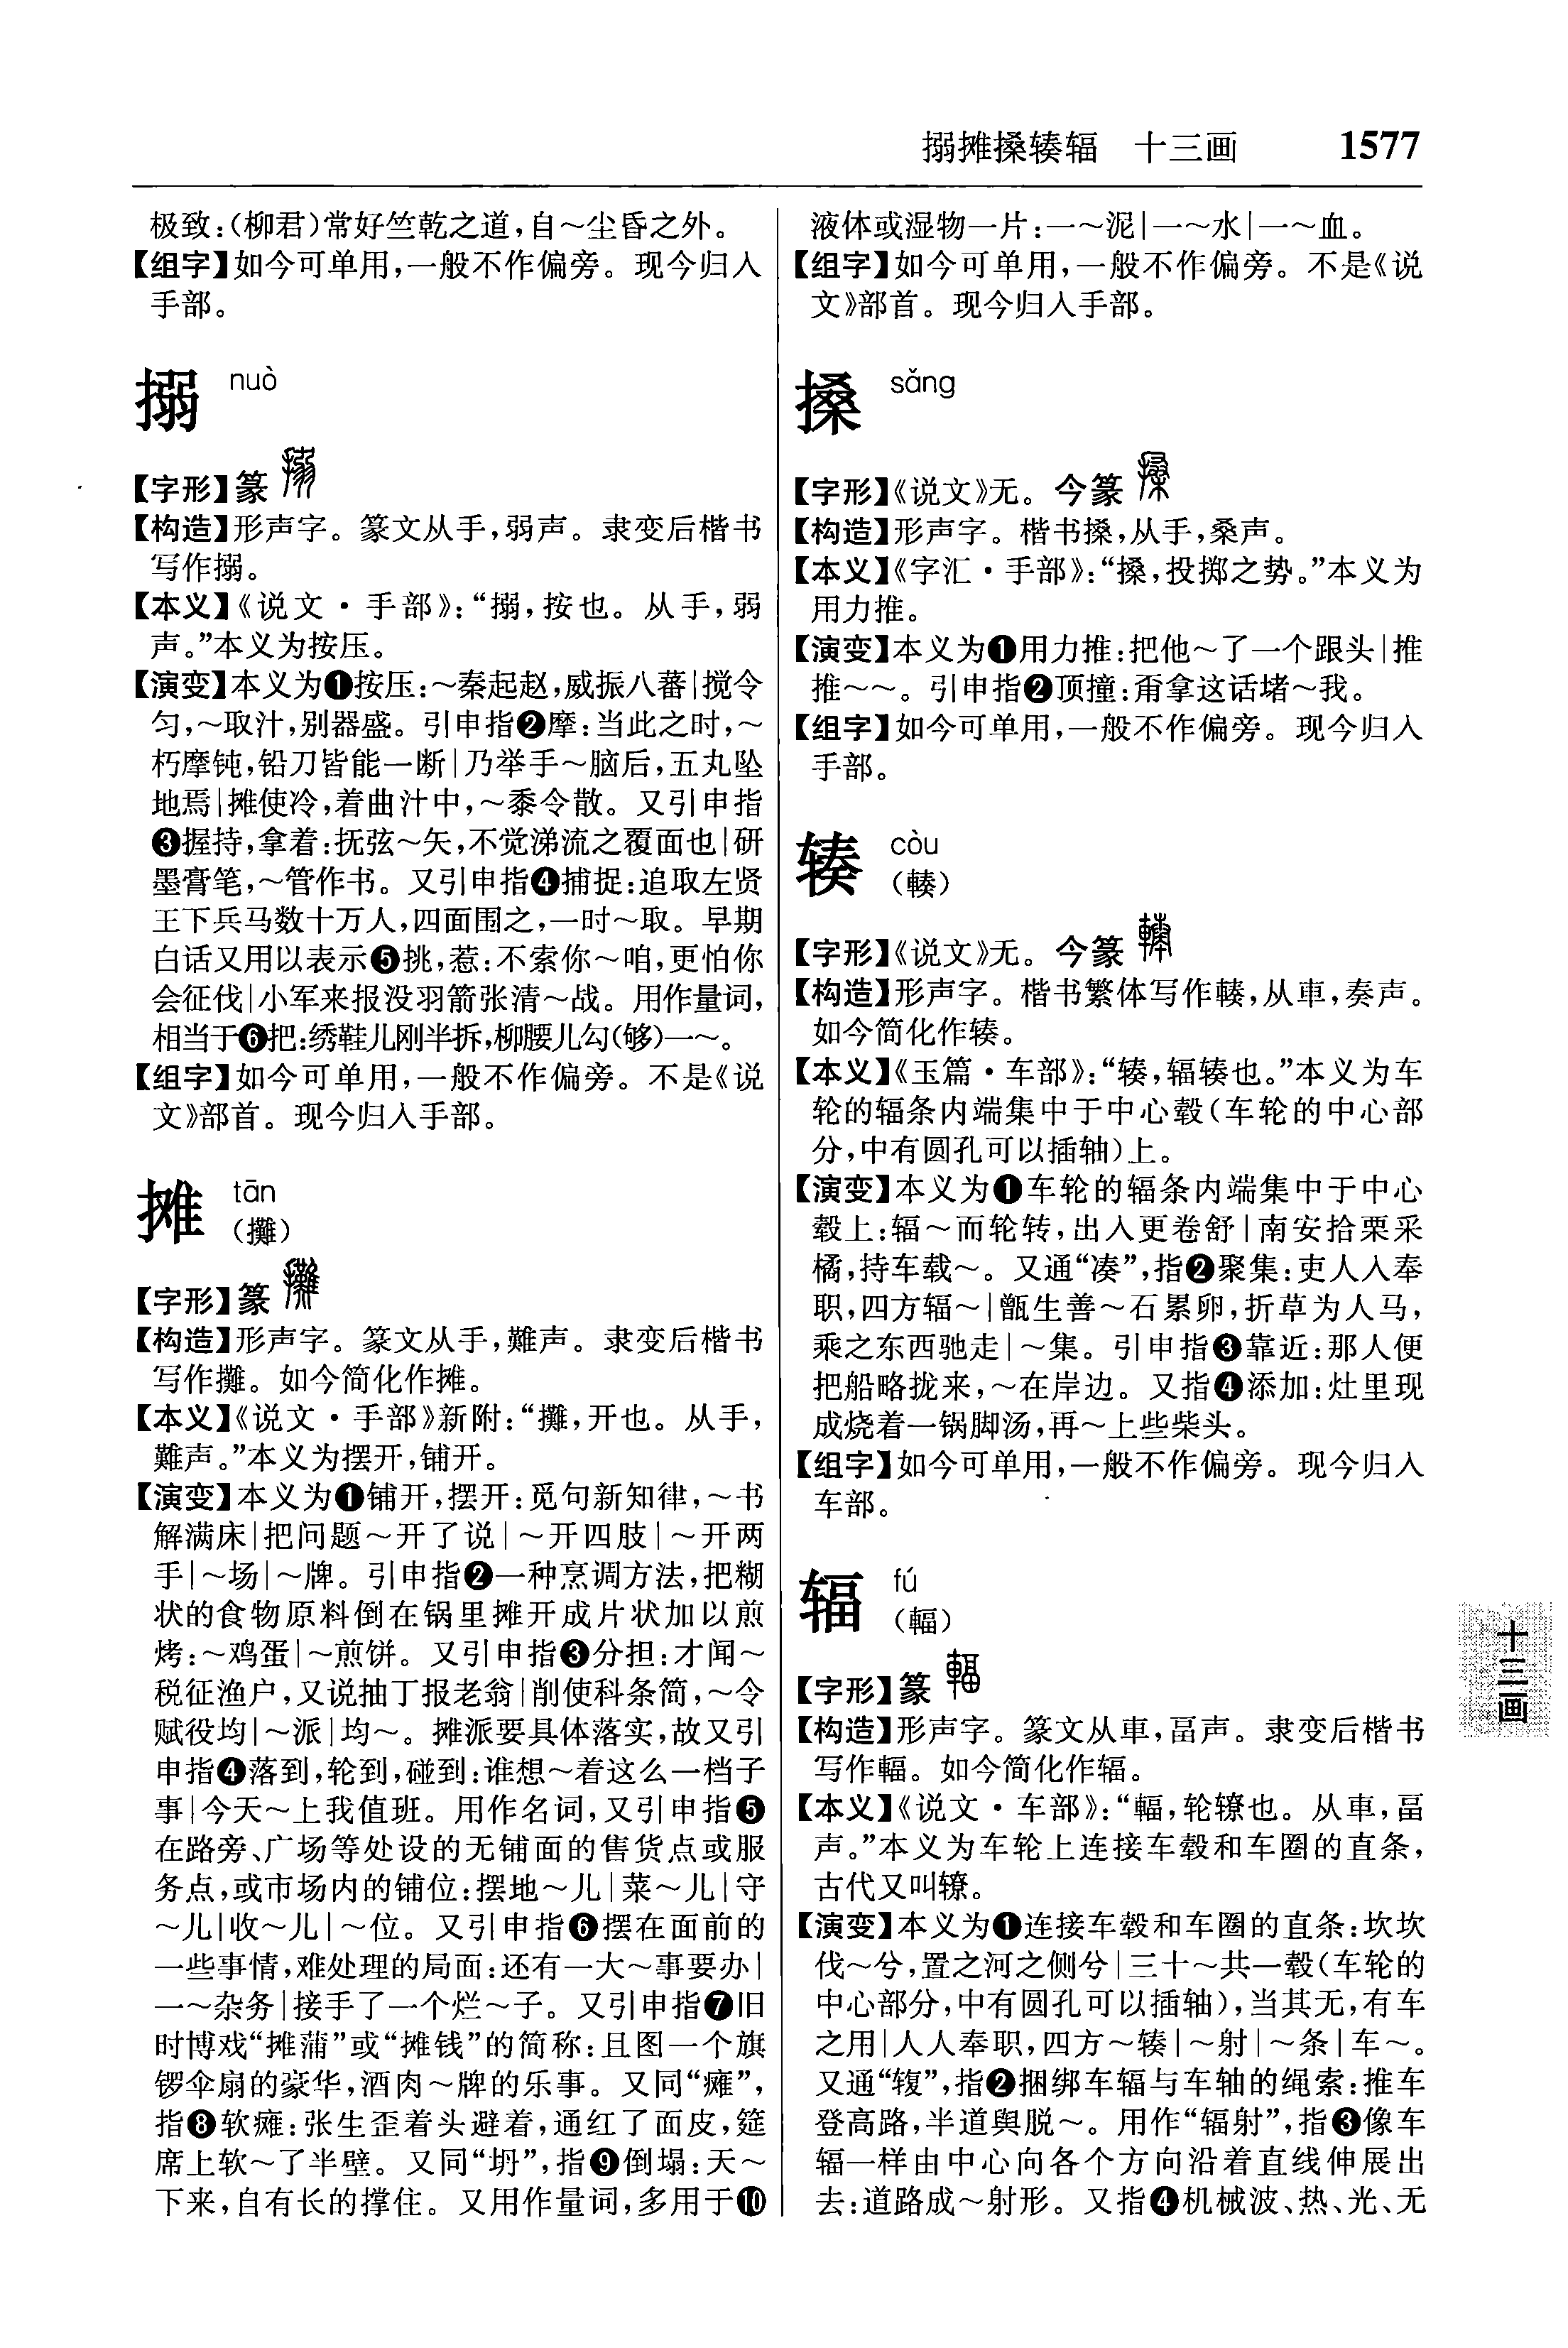 搦摊搡辏辐　十三画　1577
极致：（柳君）常好竺乾之道，自～尘昏之外。
【组字】如今可单用，一般不作偏旁。现今归入
手部。
搦 nuò
【字形】篆
【构造】形声字。篆文从手，弱声。隶变后楷书
写作搦。
【本义】《说文·手部》：“搦，按也。从手，弱
声。”本义为按压。
【演变】本义为❶按压：～秦起赵，威振八蕃|搅令
匀，～取汁，别器盛。引申指❷摩：当此之时，～
朽摩钝，铅刀皆能一断|乃举手～脑后，五丸坠
地焉|摊使冷，着曲汁中，～黍令散。又引申指
❸握持，拿着：抚弦～矢，不觉涕流之覆面也|研
墨膏笔，～管作书。又引申指❹捕捉：追取左贤
王下兵马数十万人，四面围之，一时～取。早期
白话又用以表示❺挑，惹：不索你～咱，更怕你
会征伐|小军来报没羽箭张清～战。用作量词，
相当于❻把：绣鞋儿刚半拆，柳腰儿勾（够）一～。
【组字】如今可单用，一般不作偏旁。不是《说
文》部首。现今归入手部。
摊 tān
（攤）
【字形】篆
【构造】形声字。篆文从手，難声。隶变后楷书
写作攤。如今简化作摊。
【本义】《说文·手部》新附：“攤，开也。从手，
難声。”本义为摆开，铺开。
【演变】本义为❶铺开，摆开：觅句新知律，～书
解满床|把问题～开了说|～开四肢|～开两
手|～场|～牌。引申指❷一种烹调方法，把糊
状的食物原料倒在锅里摊开成片状加以煎
烤：～鸡蛋|～煎饼。又引申指❸分担：才闻～
税征渔户，又说抽丁报老翁|削使科条简，～令
赋役均|～派|均～。摊派要具体落实，故又引
申指❹落到，轮到，碰到：谁想～着这么一档子
事|今天～上我值班。用作名词，又引申指❺
在路旁、广场等处设的无铺面的售货点或服
务点，或市场内的铺位：摆地～儿|菜～儿|守
～儿|收～儿|～位。又引申指❻摆在面前的
一些事情，难处理的局面：还有一大～事要办|
一～杂务|接手了一个烂～子。又引申指❼旧
时博戏“摊蒲”或“摊钱”的简称：且图一个旗
锣伞扇的豪华，酒肉～牌的乐事。又同“瘫”，
指❽软瘫：张生歪着头避着，通红了面皮，筵
席上软～了半壁。又同“坍”，指❾倒塌：天～
下来，自有长的撑住。又用作量词，多用于❿
液体或湿物一片：一～泥|一～水|一～血。
【组字】如今可单用，一般不作偏旁。不是《说
文》部首。现今归入手部。
搡 sǎng
【字形】《说文》无。今篆
【构造】形声字。楷书搡，从手，桑声。
【本义】《字汇·手部》：“搡，投掷之势。”本义为
用力推。
【演变】本义为❶用力推：把他～了一个跟头|推
推～～。引申指❷顶撞：甭拿这话堵～我。
【组字】如今可单用，一般不作偏旁。现今归入
手部。
辏 còu
（輳）
【字形】《说文》无。今篆
【构造】形声字。楷书繁体写作輳，从車，奏声。
如今简化作辏。
【本义】《玉篇·车部》：“辏，辐辏也。”本义为车
轮的辐条内端集中于中心毂（车轮的中心部
分，中有圆孔可以插轴）上。
【演变】本义为❶车轮的辐条内端集中于中心
毂上：辐～而轮转，出入更卷舒|南安拾栗采
橘，持车载～。又通“凑”，指❷聚集：吏人入奉
职，四方辐～|甑生善～石累卵，折草为人马，
乘之东西驰走|～集。引申指❸靠近：那人便
把船略拢来，～在岸边。又指❹添加：灶里现
成烧着一锅脚汤，再～上些柴头。
【组字】如今可单用，一般不作偏旁。现今归入
车部。
辐 fú
（輻）
【字形】篆
【构造】形声字。篆文从車，畐声。隶变后楷书
写作輻。如今简化作辐。
【本义】《说文·车部》：“輻，轮轑也。从車，畐
声。”本义为车轮上连接车毂和车圈的直条，
古代又叫轑。
【演变】本义为❶连接车毂和车圈的直条：坎坎
伐～兮，置之河之侧兮|三十～共一毂（车轮的
中心部分，中有圆孔可以插轴），当其无，有车
之用|人人奉职，四方～辏|～射|～条|车～。
又通“輹”，指❷捆绑车辐与车轴的绳索：推车
登高路，半道舆脱～。用作“辐射”，指❸像车
辐一样由中心向各个方向沿着直线伸展出
去：道路成～射形。又指❹机械波、热、光、无
十三画